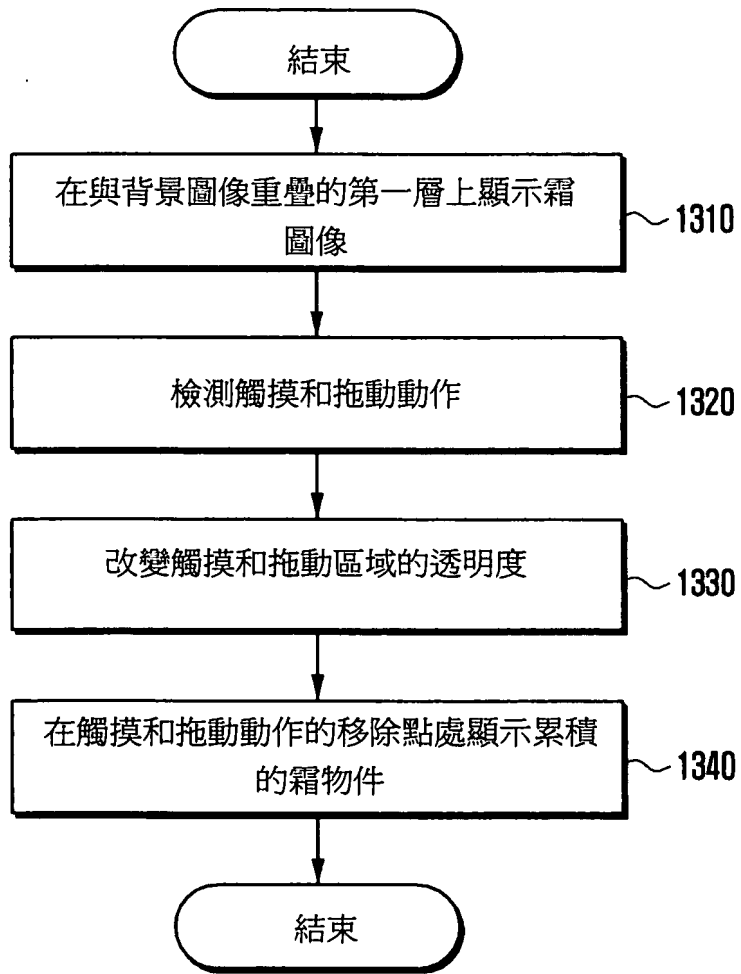 結束
在與背景圖像重疊的第一層上顯示霜
圖像
1310
檢測觸摸和拖動動作
1320
改變觸摸和拖動區域的透明度
1330
在觸摸和拖動動作的移除點處顯示累積
的霜物件
1340
結束